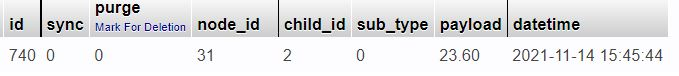 id sync purge node_id child_id sub_type payload datetime
Mark For Deletion
740 0 0 31 2 0 23.60 2021-11-14 15:45:44